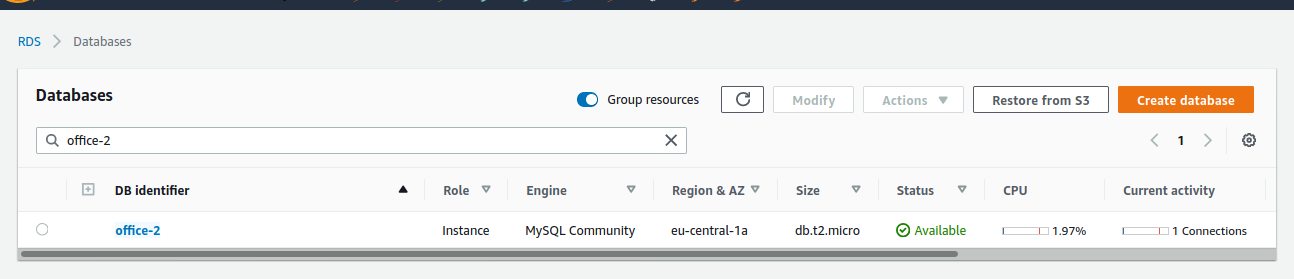 RDS Databases
Databases
Group resources
Modify
Actions
Restore from S3
Create database
office-2
1
DB identifier Role Engine Region & AZ Size Status CPU Current activity
office-2 Instance MySQL Community eu-central-1a db.t2.micro Available 1.97% 1 Connections